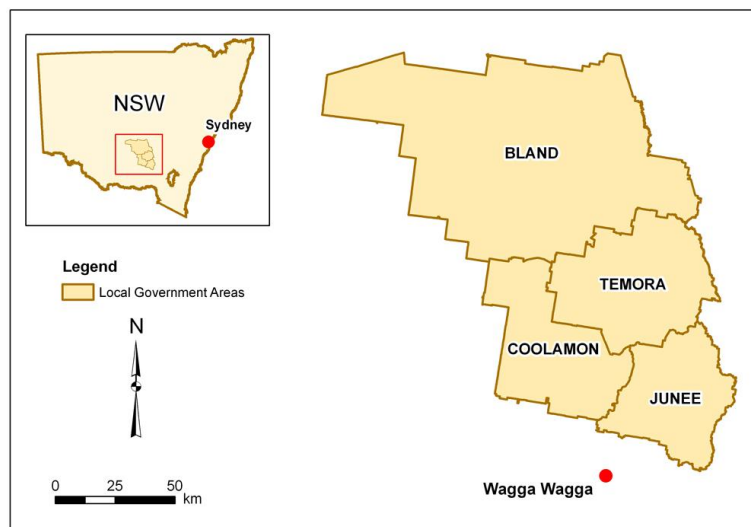 NSW
Sydney
BLAND
Legend
Local Government Areas
TEMORA
N
COOLAMON
JUNEE
0 25 50
km
Wagga Wagga